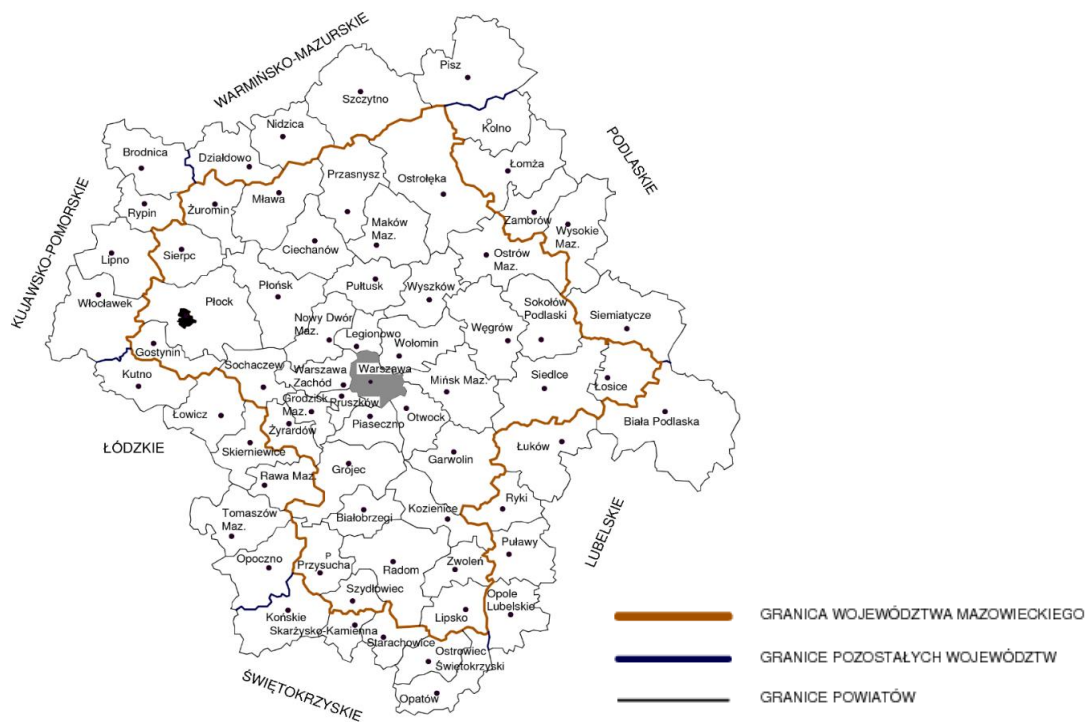 WARMIŃSKO-MAZURSKIE
Pisz
Szczytno
Nidzica
Kolno
PODLASKIE
Brodnica
Działdowo
Łomża
Przasnysz
Ostrołęka
KUJAWSKO-POMORSKIE
Rypin
Żuromin
Mława
Zambrów
Wysokie
Maz.
Maków
Maz.
Lipno
Sierpc
Ciechanów
Ostrów
Maz.
Włocławek
Płock
Płońsk
Pułtusk
Wyszków
Sokołów
Podlaski
Siemiatycze
Nowy Dwór
Maz.
Legionowo
Wołomin
Węgrów
Gostynin
Sochaczew
Warszawa
Zachód
Warszawa
Kutno
Mińsk Maz.
Siedlce
Łosice
Grodzisk
Maz.
Pruszków
Łowicz
Piaseczno
Otwock
Biała Podlaska
Żyrardów
ŁÓDZKIE
Skierniewice
Łuków
Garwolin
Grójec
Rawa Maz.
Ryki
Tomaszów
Maz.
Białobrzegi
Kozienice
LUBELSKIE
Puławy
Opoczno
P
Przysucha
Radom
Zwoleń
Szydłowiec
Opole
Lubelskie
Końskie
Lipsko
Skarżysko-Kamienna
Starachowice
Ostrowiec
Świętokrzyski
ŚWIĘTOKRZYSKIE
Opatów
GRANICA WOJEWÓDZTWA MAZOWIECKIEGO
GRANICE POZOSTAŁYCH WOJEWÓDZTW
GRANICE POWIATÓW